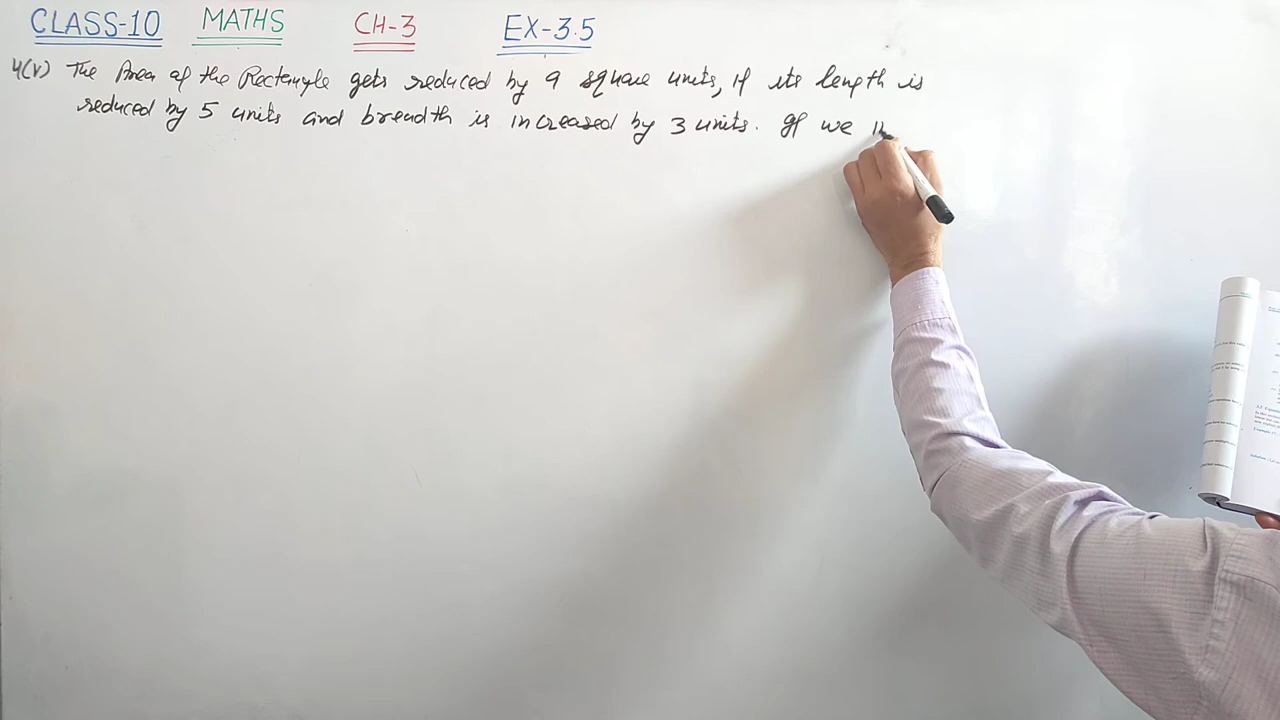 CLASS-10 MATHS CH-3 EX-3.5
4(v) The Area of the Rectangle gets reduced by 9 square units, if its length is
reduced by 5 units and breadth is increased by 3 units. If we